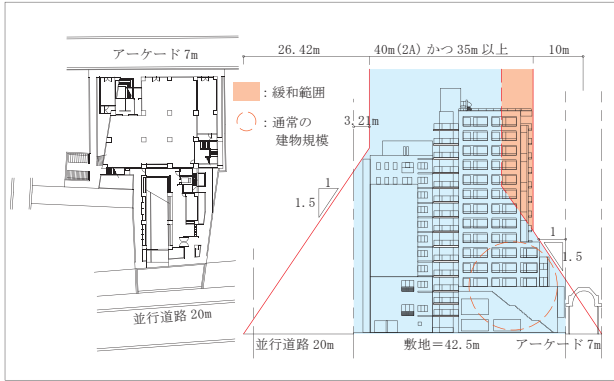 アーケード 7m
26.42m
40m(2A) かつ 35m 以上
10m
：緩和範囲
：通常の
建物規模
3.21m
1
1.5
1
1.5
並行道路 20m
並行道路 20m
敷地＝42.5m
アーケード 7m